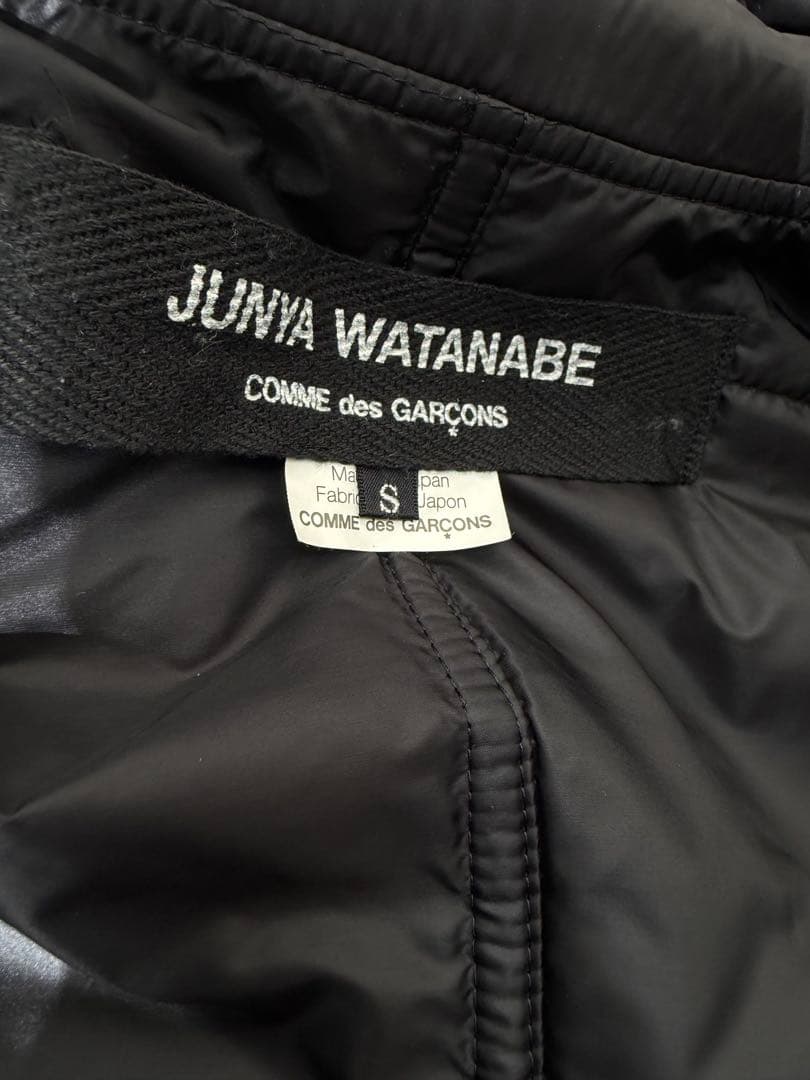 JUNYA WATANABE
COMME des GARÇONS
S
Japon
COMME des GARÇONS